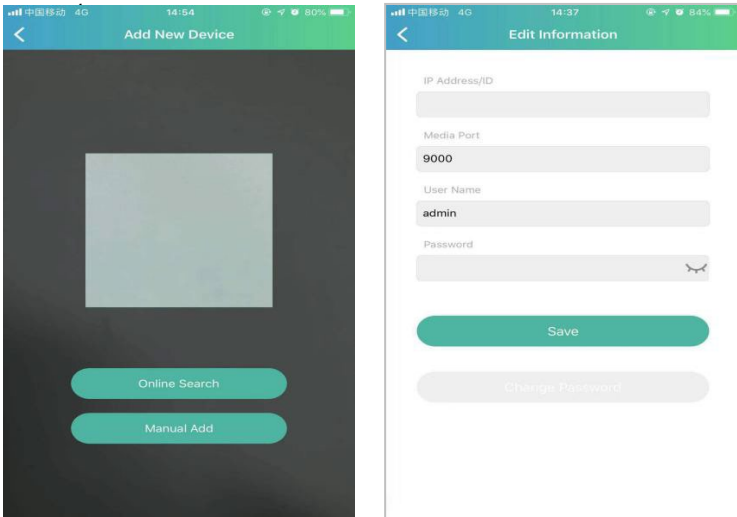 中国移动 4G 14:54 80%
Add New Device
Online Search
Manual Add
中国移动 4G 14:37 84%
Edit Information
IP Address/ID
Media Port
9000
User Name
admin
Password
Save
Change Password